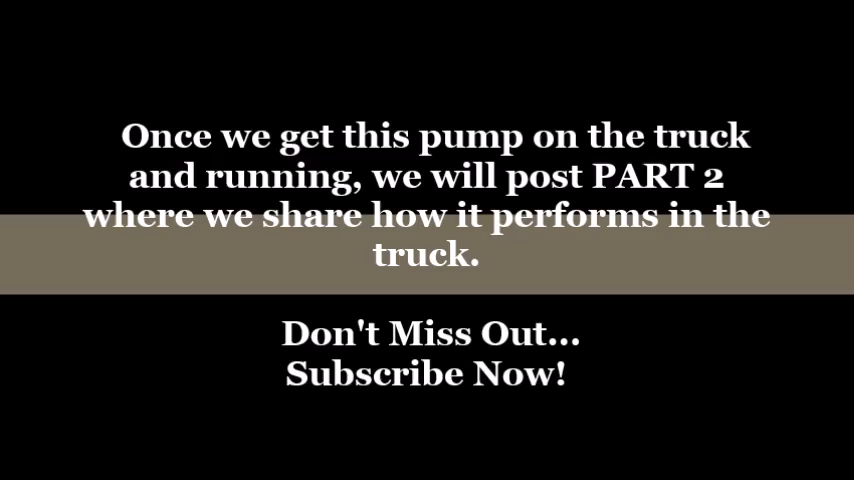 Once we get this pump on the truck
and running, we will post PART 2
where we share how it performs in the
truck.
Don't Miss Out...
Subscribe Now!